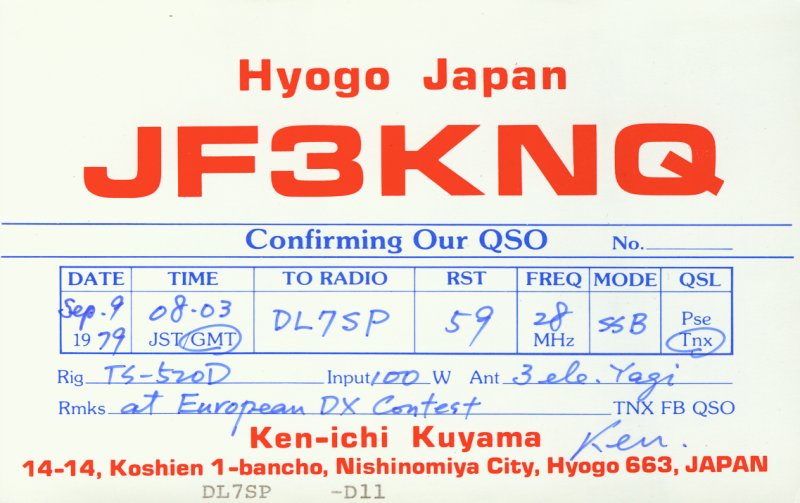 Hyogo Japan
JF3KNQ
Confirming Our QSO No.
DATE TIME TO RADIO RST FREQ MODE QSL
Sep. 9 08-03 DL7SP 59 28 SSB Pse
1979 JST/GMT MHz Tnx
Rig TS-520D Input 100 W Ant 3 ele. Yagi
Rmks at European DX Contest TNX FB QSO
Ken-ichi Kuyama Ken.
14-14, Koshien 1-bancho, Nishinomiya City, Hyogo 663, JAPAN
DL7SP -D11